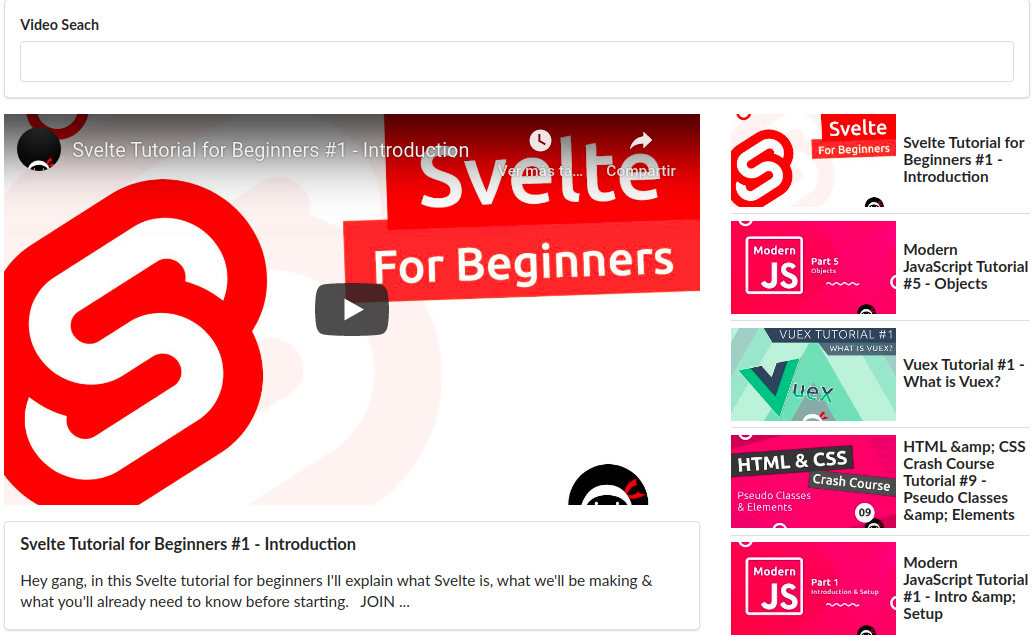 Video Seach
Svelte Tutorial for Beginners #1 - Introduction
Ver más ta...
Compartir
Svelte
For Beginners
Svelte Tutorial for Beginners #1 - Introduction
Hey gang, in this Svelte tutorial for beginners I'll explain what Svelte is, what we'll be making &
what you'll already need to know before starting. JOIN ...
Svelte
For Beginners
Svelte Tutorial for
Beginners #1 -
Introduction
Modern
JS
Part 5
Objects
Modern
JavaScript Tutorial
#5 - Objects
VUEX TUTORIAL #1
WHAT IS VUEX?
Vuex
Vuex Tutorial #1 -
What is Vuex?
HTML & CSS
Crash Course
Pseudo Classes
& Elements
09
HTML &amp; CSS
Crash Course
Tutorial #9 -
Pseudo Classes
&amp; Elements
Modern
JS
Part 1
Introduction & Setup
Modern
JavaScript Tutorial
#1 - Intro &amp;
Setup